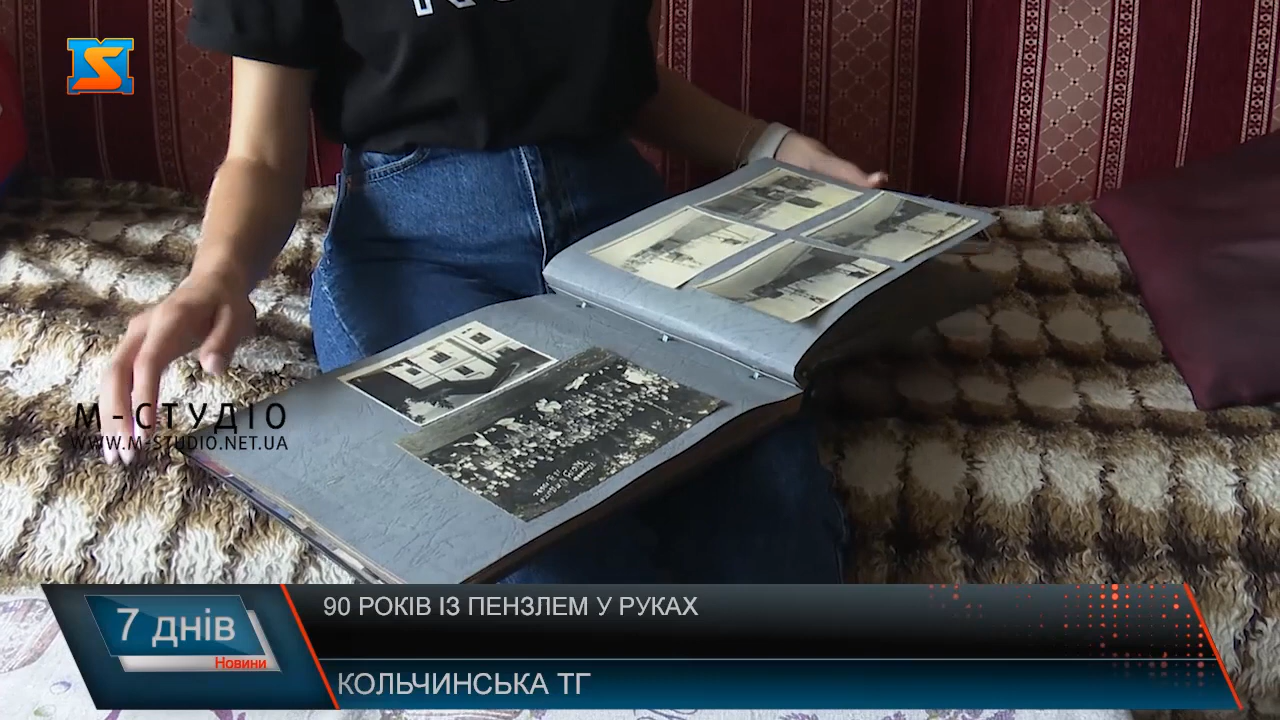 М-СТУДІО
WWW.M-STUDIO.NET.UA
90 РОКІВ ІЗ ПЕНЗЛЕМ У РУКАХ
7 днів
Новини
КОЛЬЧИНСЬКА ТГ